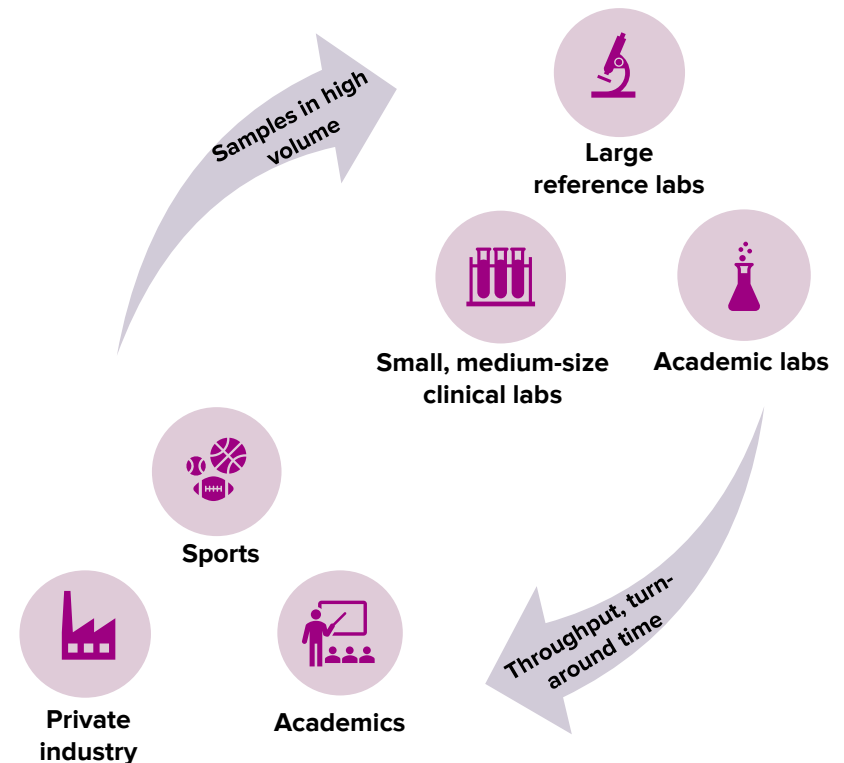 Samples in high
volume
Large
reference labs
Small, medium-size
clinical labs
Academic labs
Sports
Throughput, turn-
around time
Private
industry
Academics